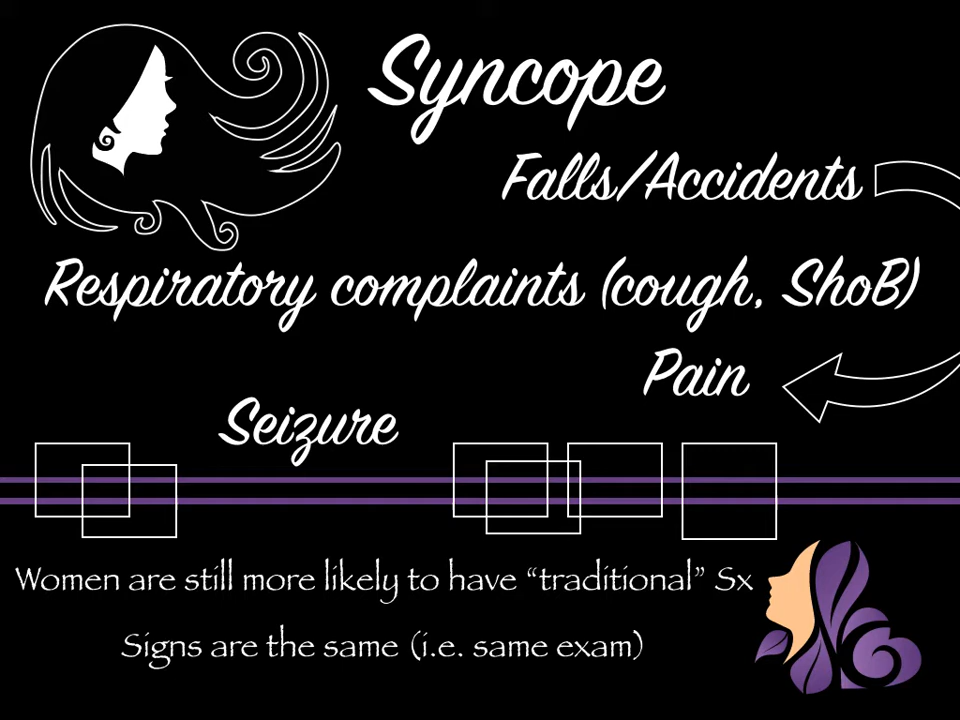 Syncope
Falls/Accidents
Respiratory complaints (cough, ShoB)
Pain
Seizure
Women are still more likely to have “traditional” Sx
Signs are the same (i.e. same exam)